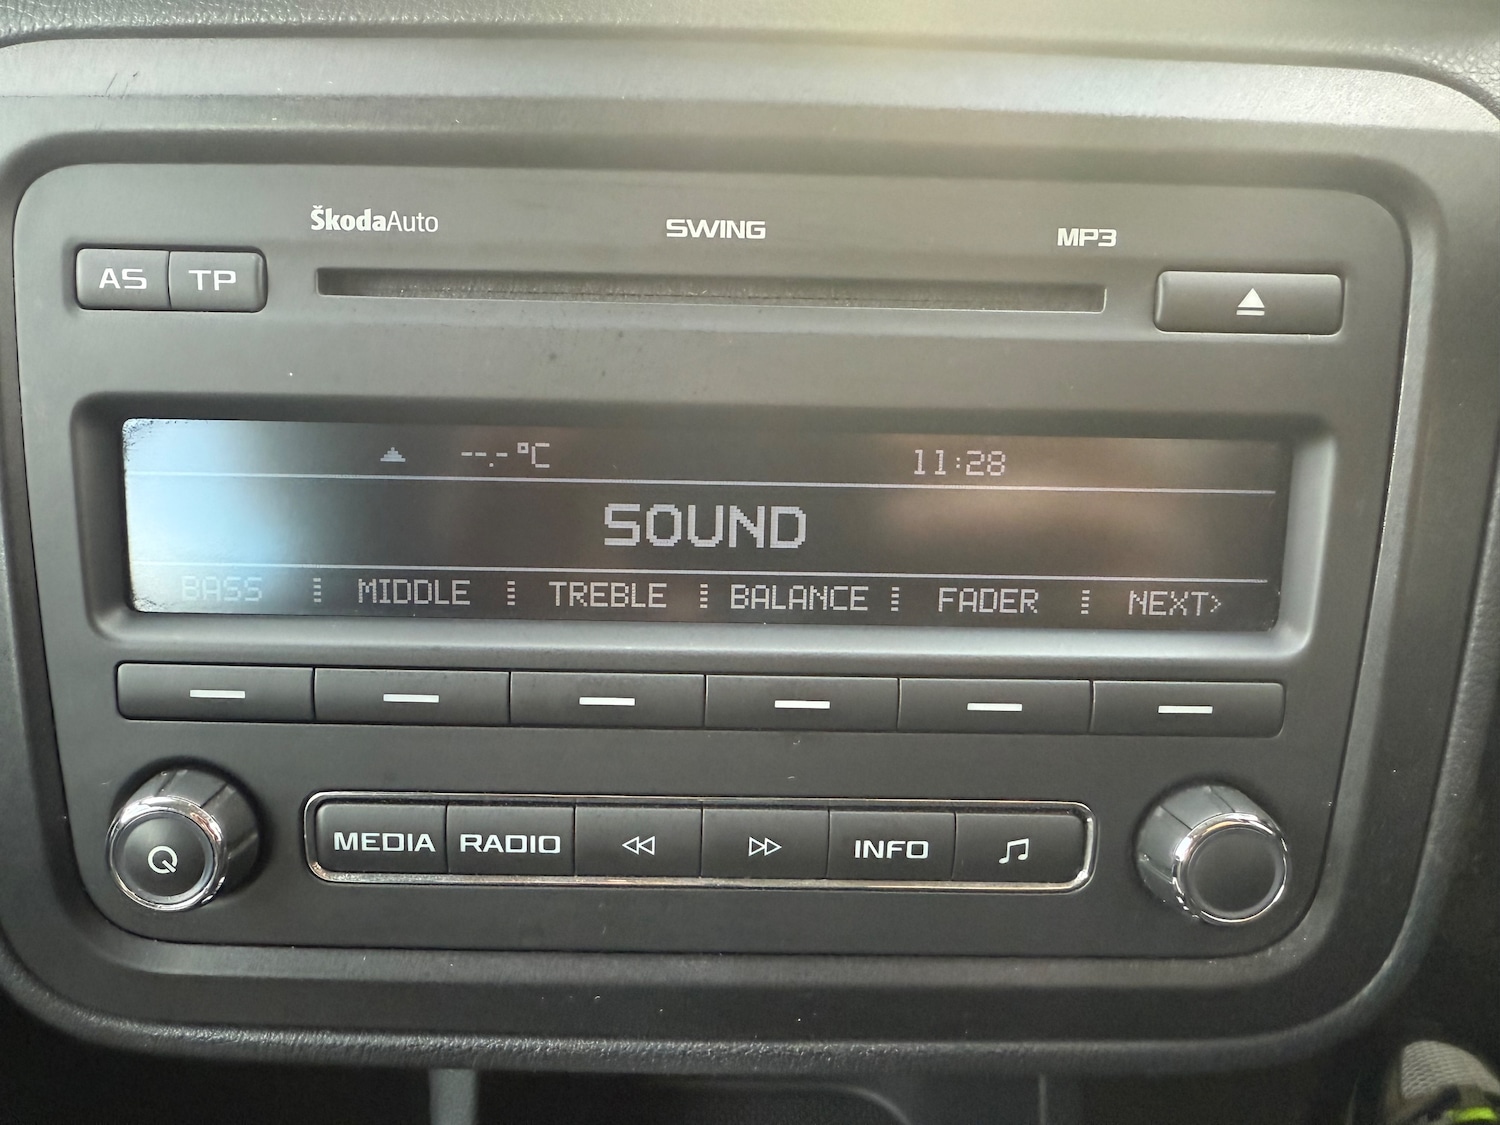 ŠkodaAuto SWING MP3
AS TP
--.-°C 11:28
SOUND
BASS MIDDLE TREBLE BALANCE FADER NEXT>
MEDIA RADIO INFO